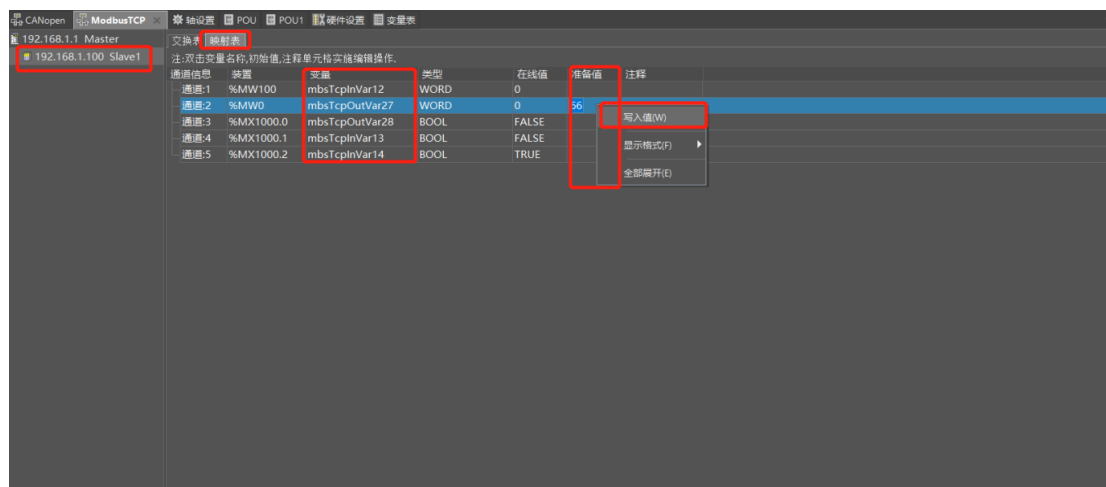 CANopen ModbusTCP × 轴设置 POU POU1 硬件设置 变量表
192.168.1.1 Master
192.168.1.100 Slave1
交换表 映射表
注:双击变量名称,初始值,注释单元格实施编辑操作.
通道信息 装置 变量 类型 在线值 准备值 注释
通道:1 %MW100 mbsTcpInVar12 WORD 0
通道:2 %MW0 mbsTcpOutVar27 WORD 0 56
通道:3 %MX1000.0 mbsTcpOutVar28 BOOL FALSE
通道:4 %MX1000.1 mbsTcpInVar13 BOOL FALSE
通道:5 %MX1000.2 mbsTcpInVar14 BOOL TRUE
写入值(W)
显示格式(F)
全部展开(E)